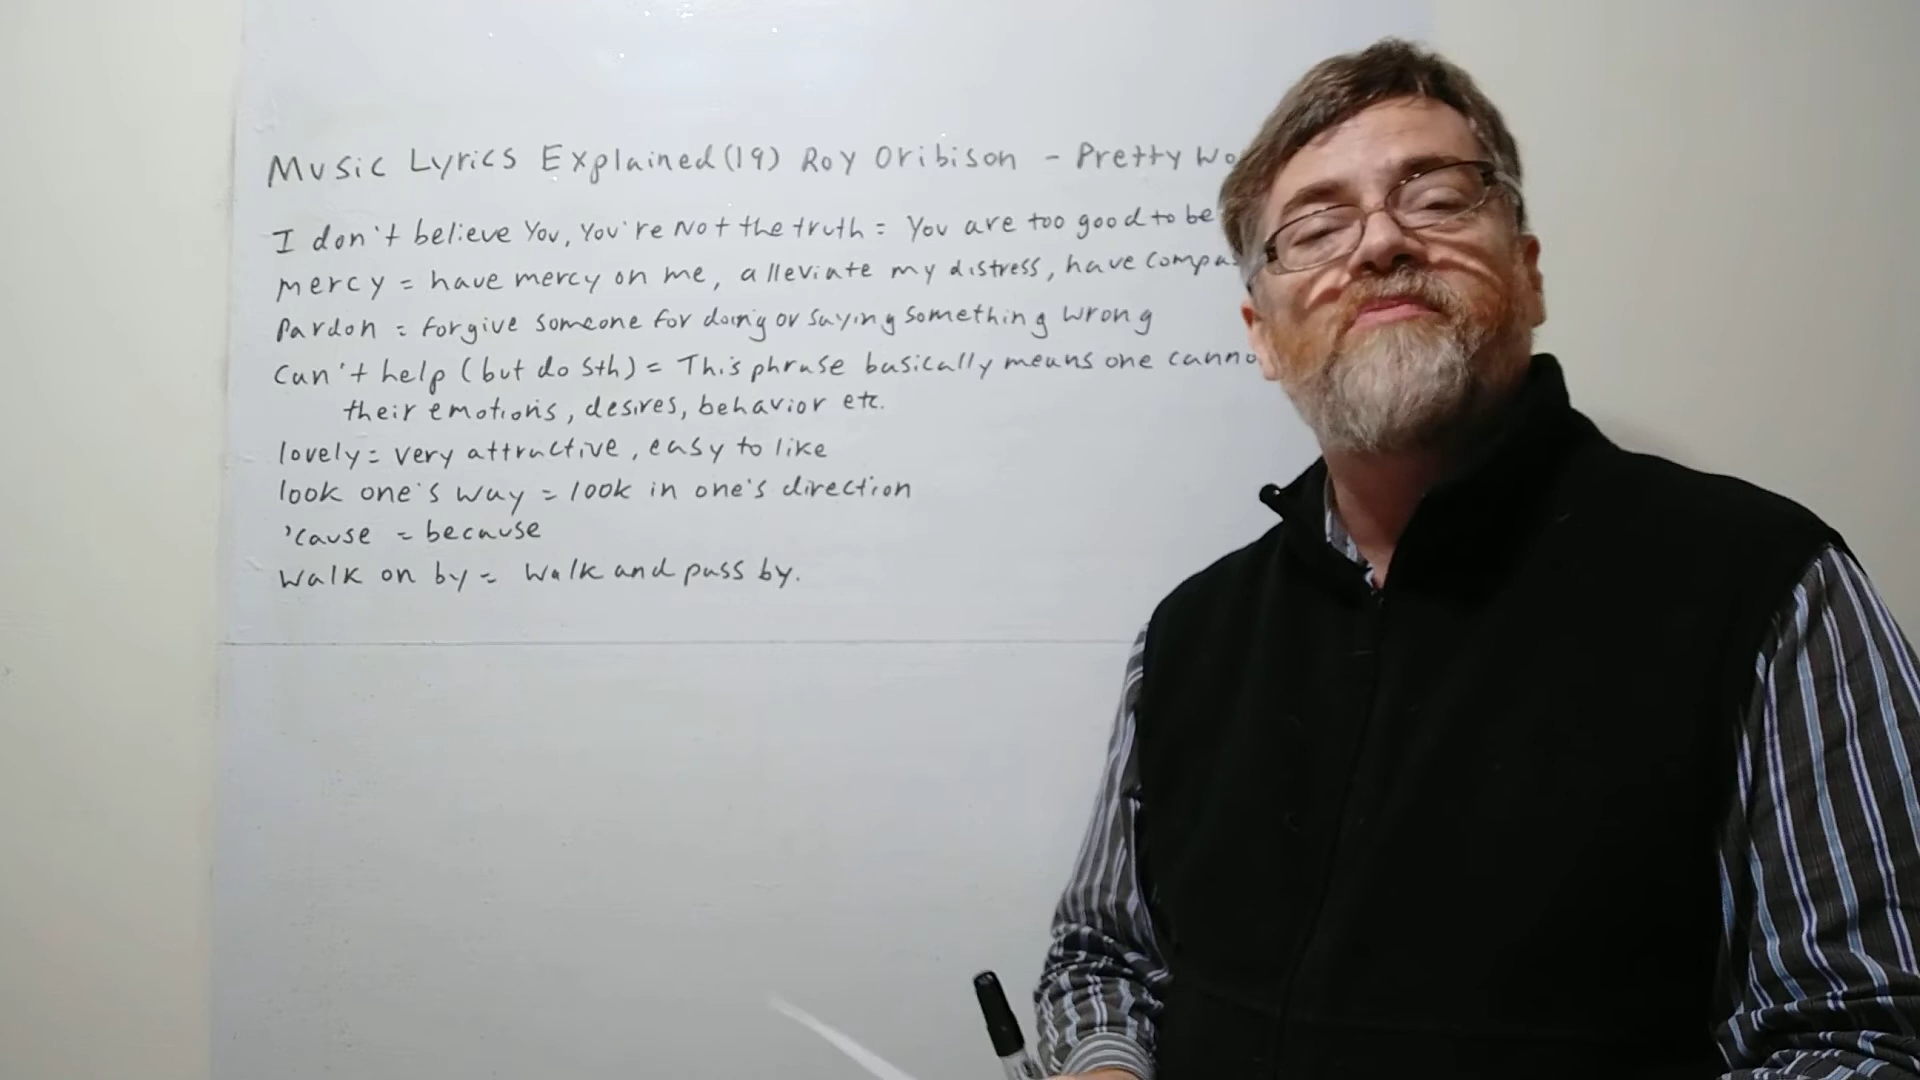 Music Lyrics Explained (19) Roy Oribison - Pretty Wo
I don't believe You, You're Not the truth = You are too good to be
mercy = have mercy on me, alleviate my distress, have compas
Pardon = forgive someone for doing or saying something wrong
Can't help (but do sth) = This phrase basically means one canno
their emotions, desires, behavior etc.
lovely = very attractive, easy to like
look one's way = look in one's direction
'cause = because
Walk on by = Walk and pass by.